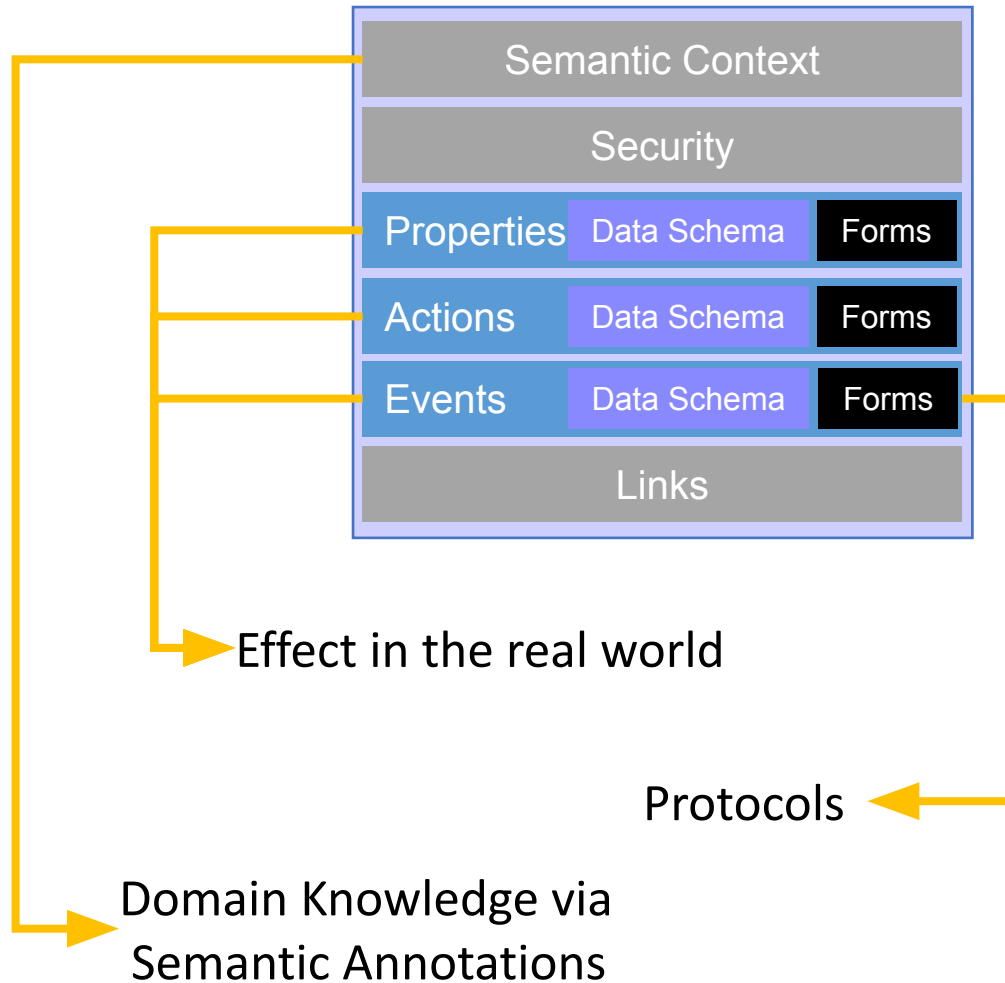 Semantic Context
Security
Properties Data Schema Forms
Actions Data Schema Forms
Events Data Schema Forms
Links
Effect in the real world
Protocols
Domain Knowledge via
Semantic Annotations